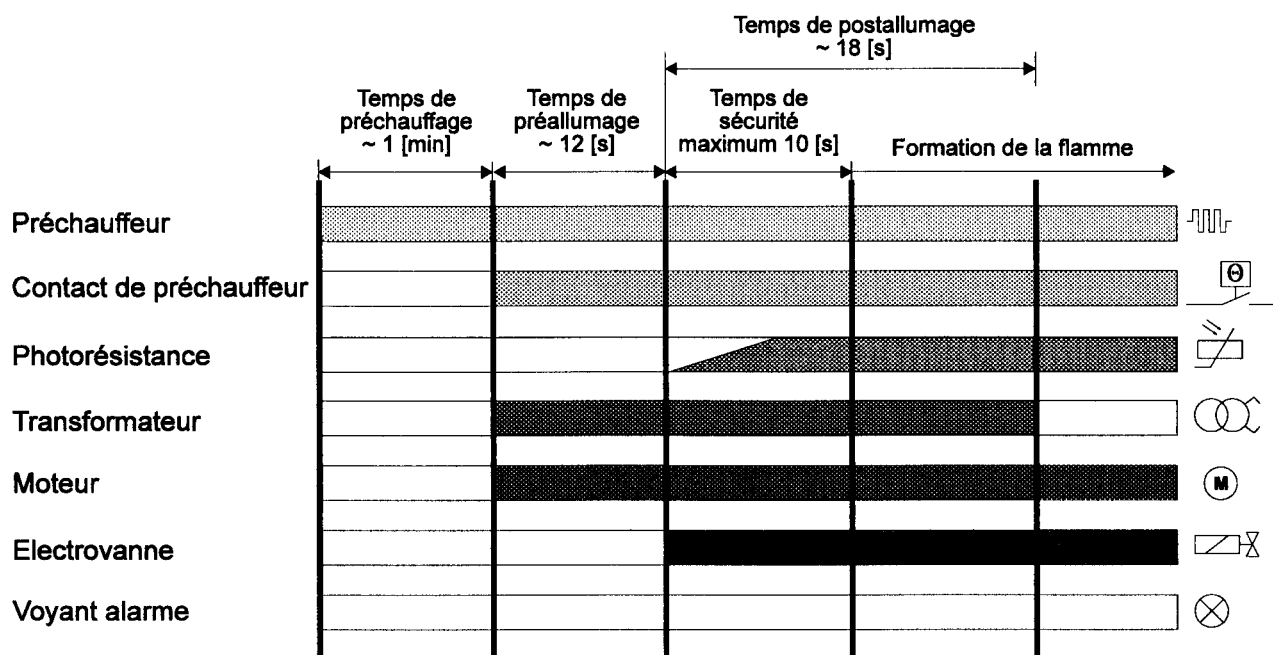 Temps de postallumage
~ 18 [s]
Temps de
préchauffage
~ 1 [min]
Temps de
préallumage
~ 12 [s]
Temps de
sécurité
maximum 10 [s]
Formation de la flamme
Préchauffeur
Contact de préchauffeur
Θ
Photorésistance
Transformateur
Moteur
M
Electrovanne
Voyant alarme